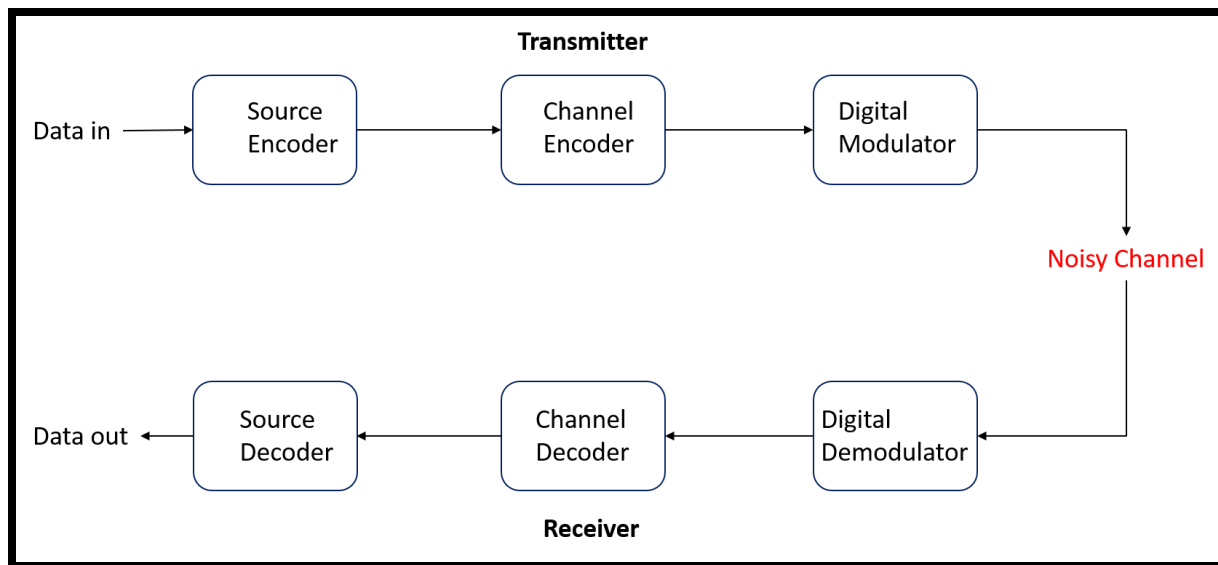 Transmitter
Data in
Source
Encoder
Channel
Encoder
Digital
Modulator
Noisy Channel
Data out
Source
Decoder
Channel
Decoder
Digital
Demodulator
Receiver